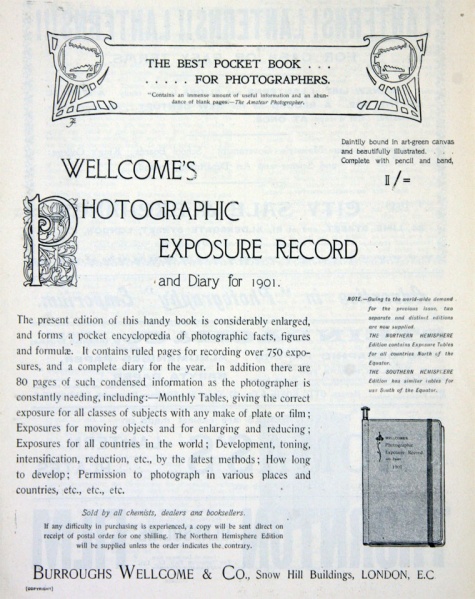 THE BEST POCKET BOOK . . .
. . . . . FOR PHOTOGRAPHERS.
"Contains an immense amount of useful information and an abun-
dance of blank pages."—The Amateur Photographer.
Daintily bound in art-green canvas
and beautifully illustrated. . . .
Complete with pencil and band,
1/=
WELLCOME'S
PHOTOGRAPHIC
EXPOSURE RECORD
and Diary for 1901.
NOTE.—Owing to the world-wide demand
for the previous issue, two
separate and distinct editions
are now supplied.
THE NORTHERN HEMISPHERE
Edition contains Exposure Tables
for all countries North of the
Equator.
THE SOUTHERN HEMISPHERE
Edition has similar tables for
use South of the Equator.
The present edition of this handy book is considerably enlarged,
and forms a pocket encyclopædia of photographic facts, figures
and formulæ. It contains ruled pages for recording over 750 expo-
sures, and a complete diary for the year. In addition there are
80 pages of such condensed information as the photographer is
constantly needing, including:—Monthly Tables, giving the correct
exposure for all classes of subjects with any make of plate or film;
Exposures for moving objects and for enlarging and reducing;
Exposures for all countries in the world; Development, toning,
intensification, reduction, etc., by the latest methods; How long
to develop; Permission to photograph in various places and
countries, etc., etc., etc.
WELLCOME'S
Photographic
Exposure Record
1901
Sold by all chemists, dealers and booksellers.
If any difficulty in purchasing is experienced, a copy will be sent direct on
receipt of postal order for one shilling. The Northern Hemisphere Edition
will be supplied unless the order indicates the contrary.
BURROUGHS WELLCOME & CO., Snow Hill Buildings, LONDON, E.C
[COPYRIGHT]